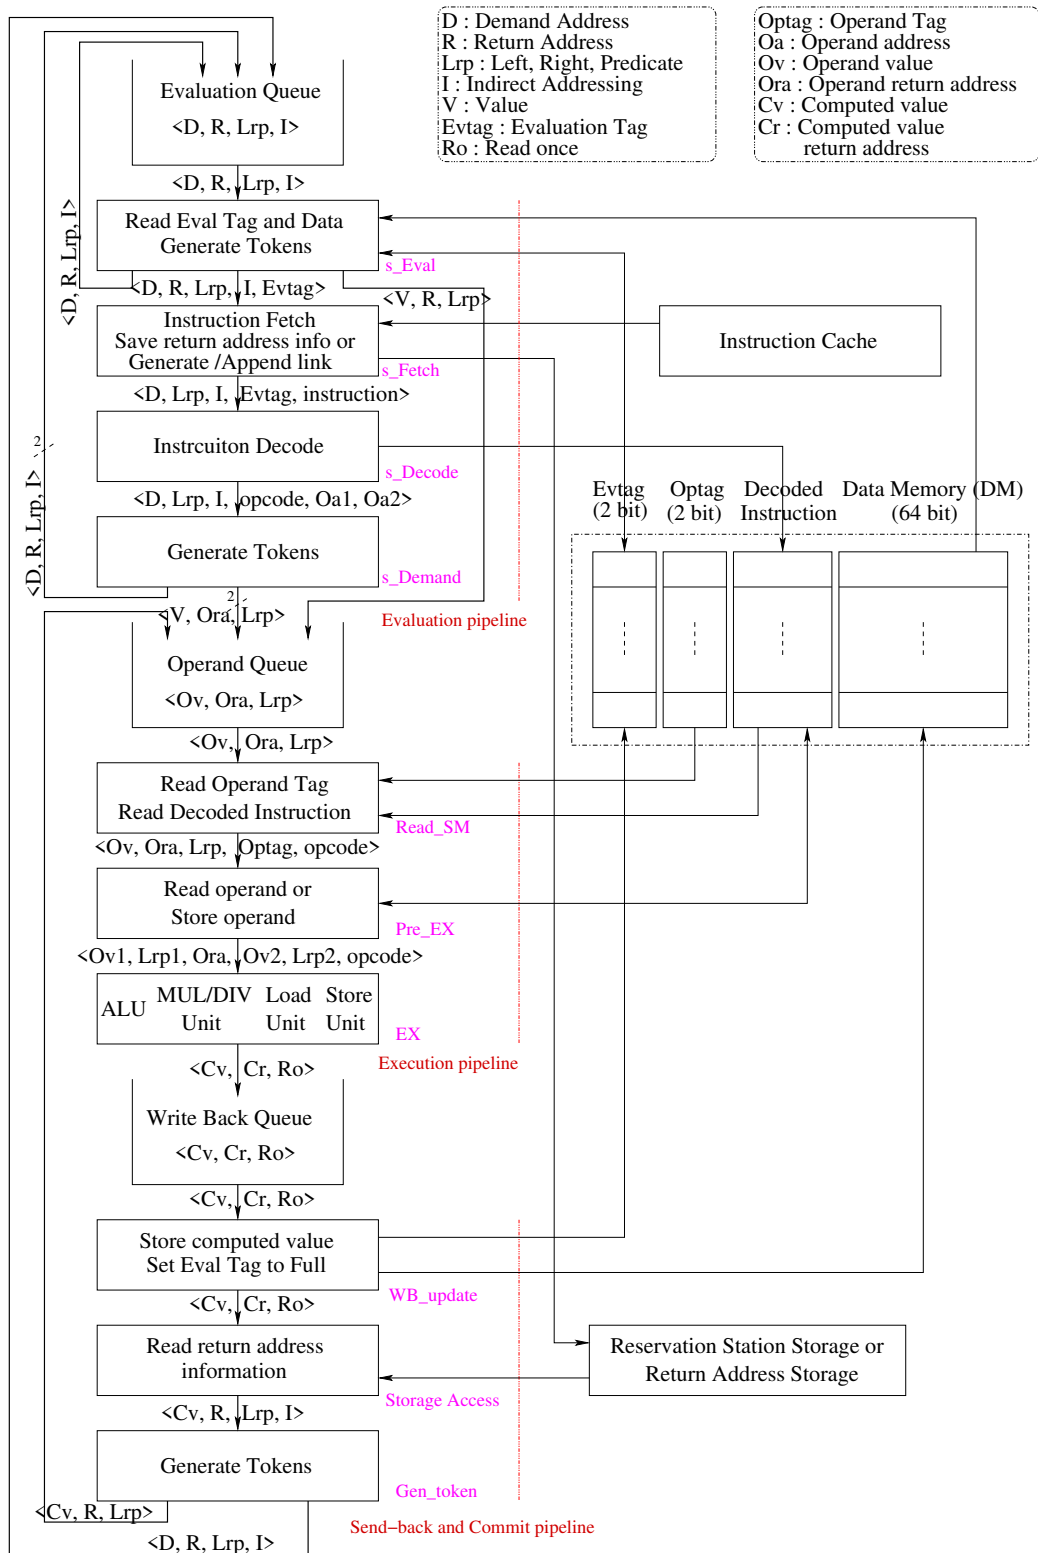 D : Demand Address
R : Return Address
Lrp : Left, Right, Predicate
I : Indirect Addressing
V : Value
Evtag : Evaluation Tag
Ro : Read once
Optag : Operand Tag
Oa : Operand address
Ov : Operand value
Ora : Operand return address
Cv : Computed value
Cr : Computed value
return address
Evaluation Queue
<D, R, Lrp, I>
<D, R, Lrp, I>
Read Eval Tag and Data
Generate Tokens
s_Eval
<D, R, Lrp, I>
<D, R, Lrp, I, Evtag>
<V, R, Lrp>
Instruction Fetch
Save return address info or
Generate /Append link
s_Fetch
Instruction Cache
<D, Lrp, I, Evtag, instruction>
Instrcuiton Decode
s_Decode
2
<D, R, Lrp, I>
<D, Lrp, I, opcode, Oa1, Oa2>
Generate Tokens
s_Demand
Evtag
(2 bit)
Optag
(2 bit)
Decoded
Instruction
Data Memory (DM)
(64 bit)
2
<V, Ora, Lrp>
Evaluation pipeline
Operand Queue
<Ov, Ora, Lrp>
<Ov, Ora, Lrp>
Read Operand Tag
Read Decoded Instruction
Read_SM
<Ov, Ora, Lrp, Optag, opcode>
Read operand or
Store operand
Pre_EX
<Ov1, Lrp1, Ora, Ov2, Lrp2, opcode>
ALU
MUL/DIV
Unit
Load
Unit
Store
Unit
EX
Execution pipeline
<Cv, Cr, Ro>
Write Back Queue
<Cv, Cr, Ro>
<Cv, Cr, Ro>
Store computed value
Set Eval Tag to Full
WB_update
<Cv, Cr, Ro>
Read return address
information
Storage Access
Reservation Station Storage or
Return Address Storage
<Cv, R, Lrp, I>
Generate Tokens
Gen_token
<Cv, R, Lrp>
Send−back and Commit pipeline
<D, R, Lrp, I>